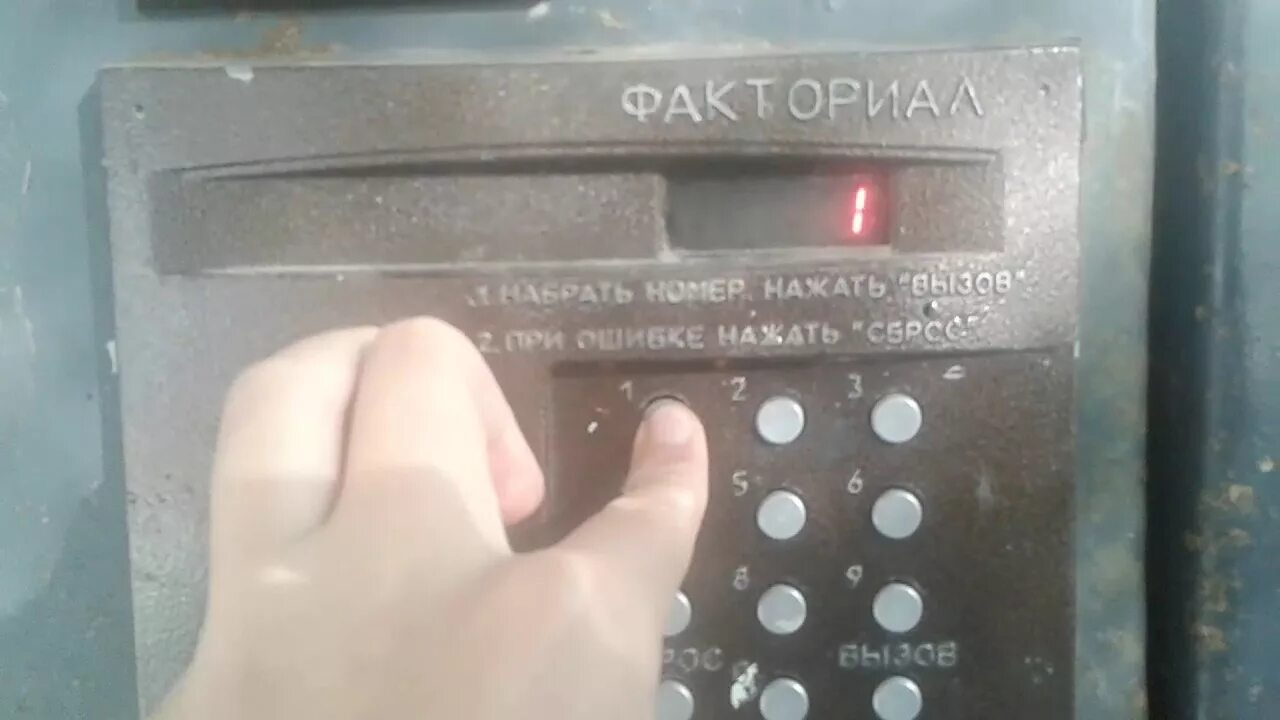 ФАКТОРИАЛ
1
1. НАБРАТЬ НОМЕР, НАЖАТЬ "ВЫЗОВ"
2. ПРИ ОШИБКЕ НАЖАТЬ "СБРОС"
1 2 3
5 6
8 9
РОС ВЫЗОВ